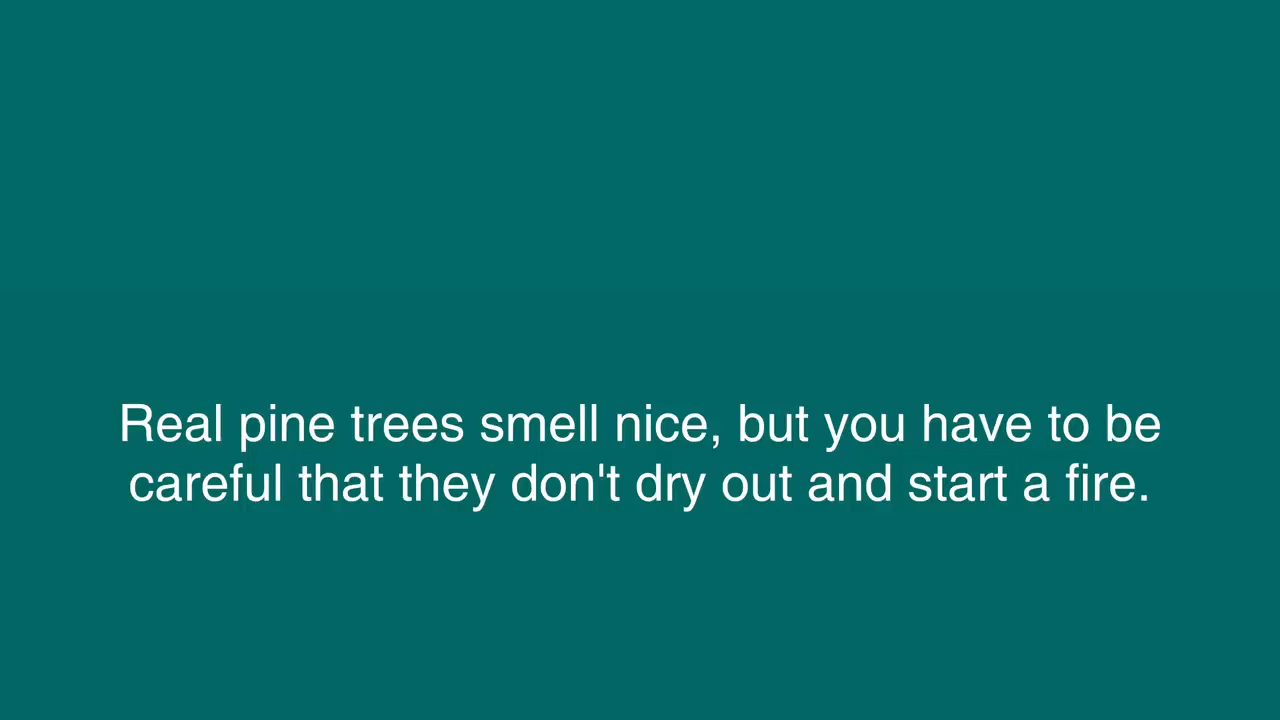 Real pine trees smell nice, but you have to be
careful that they don't dry out and start a fire.